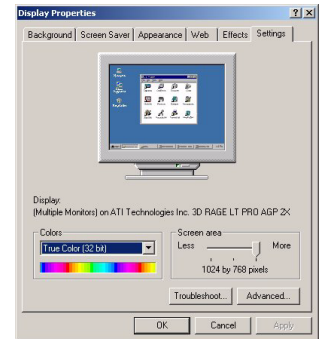 Display Properties
Background Screen Saver Appearance Web Effects Settings
Display:
(Multiple Monitors) on ATI Technologies Inc. 3D RAGE LT PRO AGP 2X
Colors
True Color (32 bit)
Screen area
Less More
1024 by 768 pixels
Troubleshoot... Advanced...
OK Cancel Apply